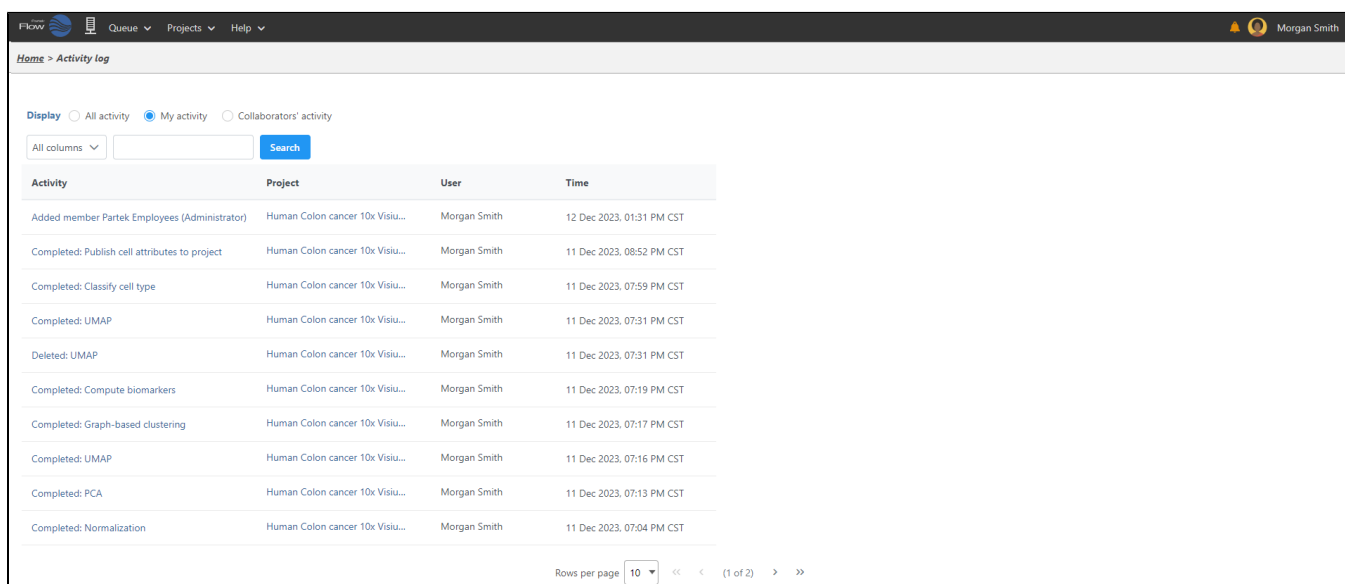 Flow Queue Projects Help Morgan Smith
Home > Activity log
Display All activity My activity Collaborators' activity
All columns Search
Activity Project User Time
Added member Partek Employees (Administrator) Human Colon cancer 10x Visiu... Morgan Smith 12 Dec 2023, 01:31 PM CST
Completed: Publish cell attributes to project Human Colon cancer 10x Visiu... Morgan Smith 11 Dec 2023, 08:52 PM CST
Completed: Classify cell type Human Colon cancer 10x Visiu... Morgan Smith 11 Dec 2023, 07:59 PM CST
Completed: UMAP Human Colon cancer 10x Visiu... Morgan Smith 11 Dec 2023, 07:31 PM CST
Deleted: UMAP Human Colon cancer 10x Visiu... Morgan Smith 11 Dec 2023, 07:31 PM CST
Completed: Compute biomarkers Human Colon cancer 10x Visiu... Morgan Smith 11 Dec 2023, 07:19 PM CST
Completed: Graph-based clustering Human Colon cancer 10x Visiu... Morgan Smith 11 Dec 2023, 07:17 PM CST
Completed: UMAP Human Colon cancer 10x Visiu... Morgan Smith 11 Dec 2023, 07:16 PM CST
Completed: PCA Human Colon cancer 10x Visiu... Morgan Smith 11 Dec 2023, 07:13 PM CST
Completed: Normalization Human Colon cancer 10x Visiu... Morgan Smith 11 Dec 2023, 07:04 PM CST
Rows per page 10 << < (1 of 2) > >>